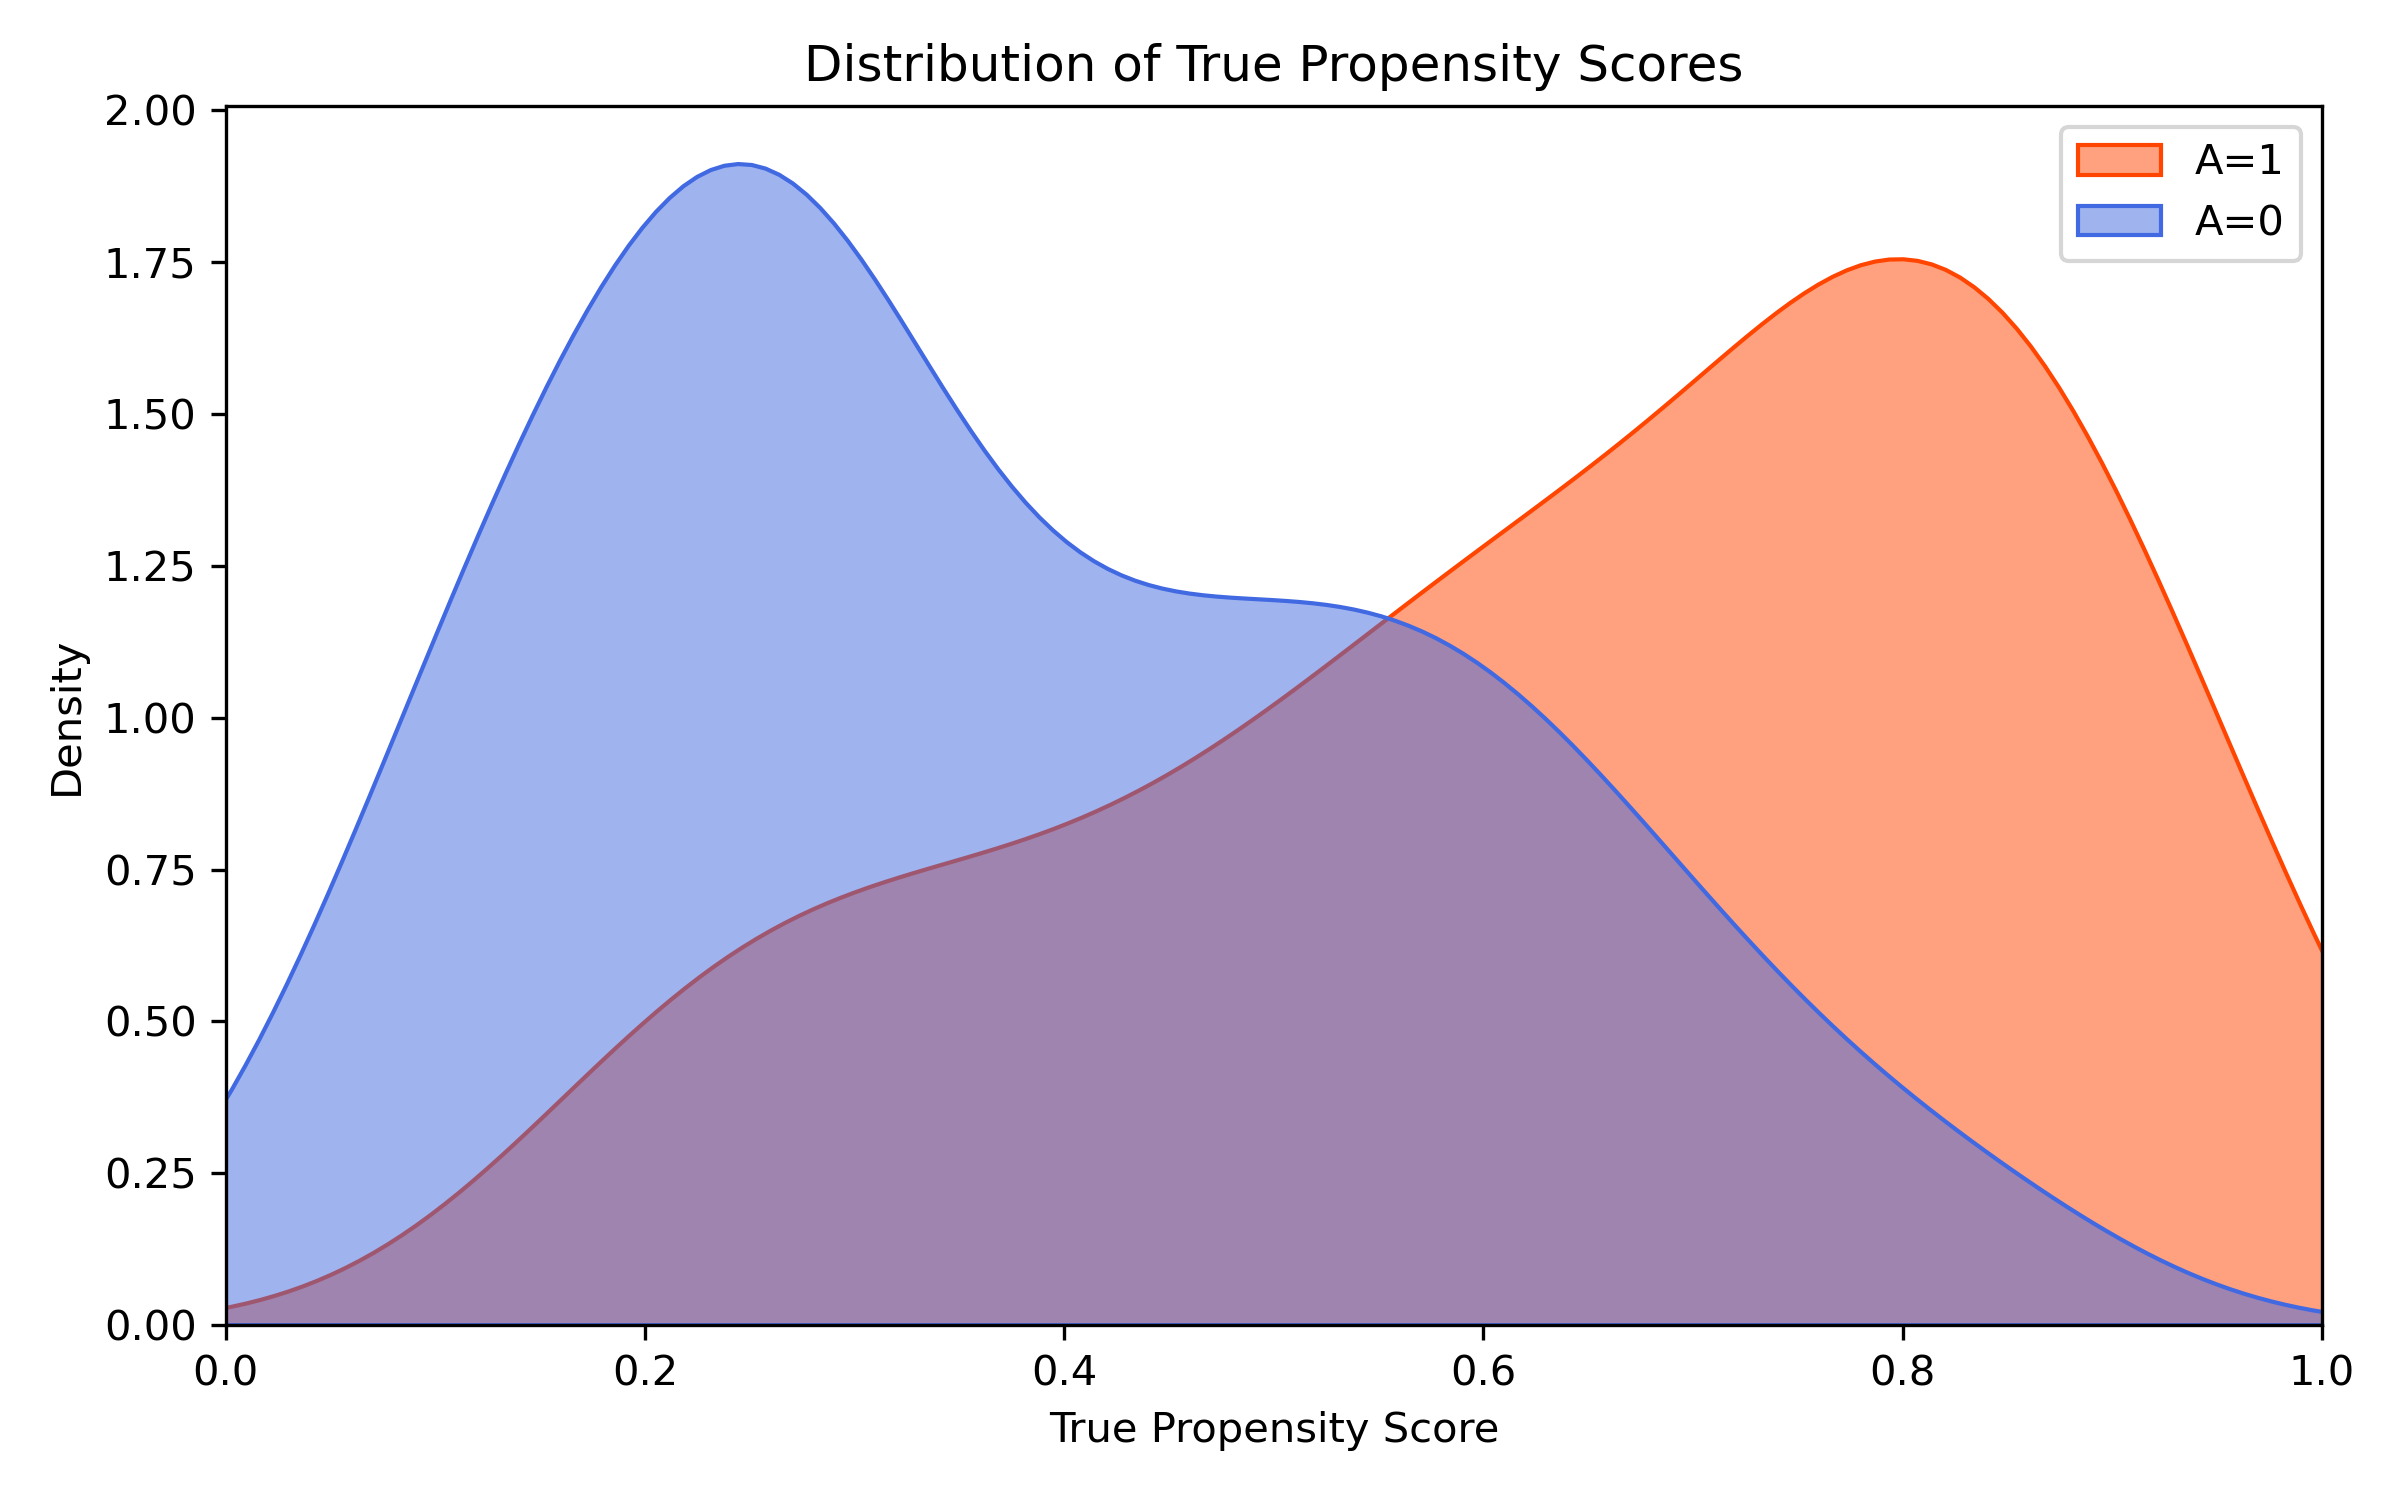 Distribution of True Propensity Scores
A=1
A=0
Density
2.00
1.75
1.50
1.25
1.00
0.75
0.50
0.25
0.00
0.0 0.2 0.4 0.6 0.8 1.0
True Propensity Score